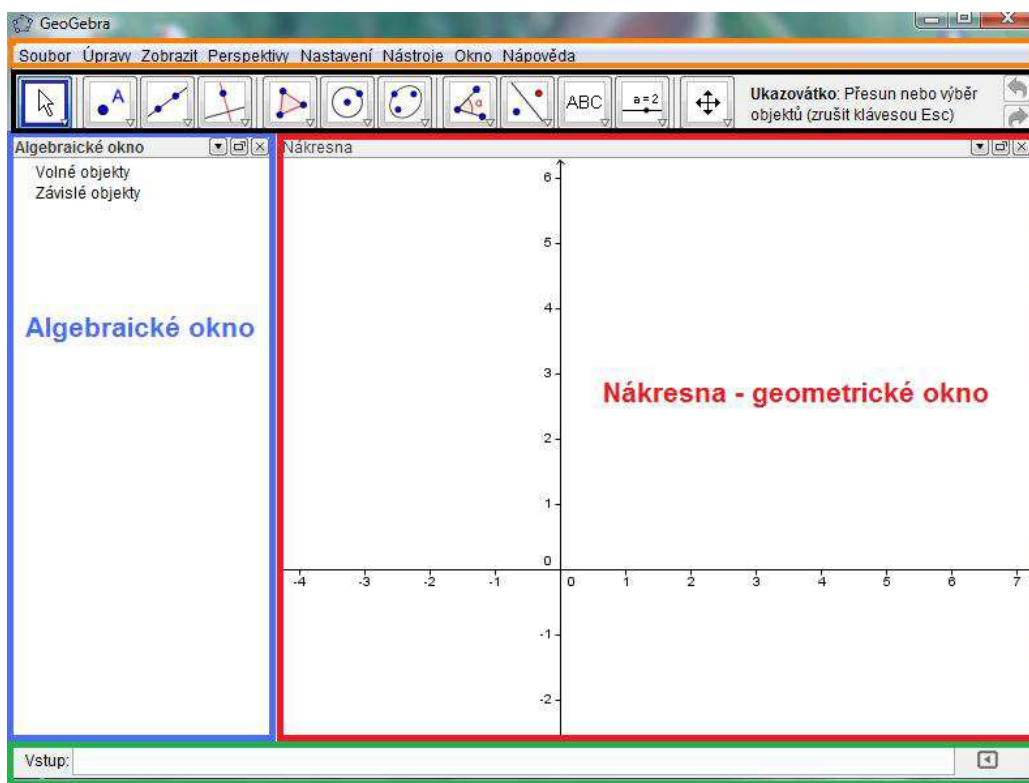 GeoGebra
Soubor Úpravy Zobrazit Perspektivy Nastavení Nástroje Okno Nápověda
A
α
ABC
a=2
Ukazovátko: Přesun nebo výběr
objektů (zrušit klávesou Esc)
Algebraické okno
Nákresna
Volné objekty
Závislé objekty
Algebraické okno
Nákresna - geometrické okno
6
5
4
3
2
1
0
-4 -3 -2 -1 0 1 2 3 4 5 6 7
-1
-2
Vstup: